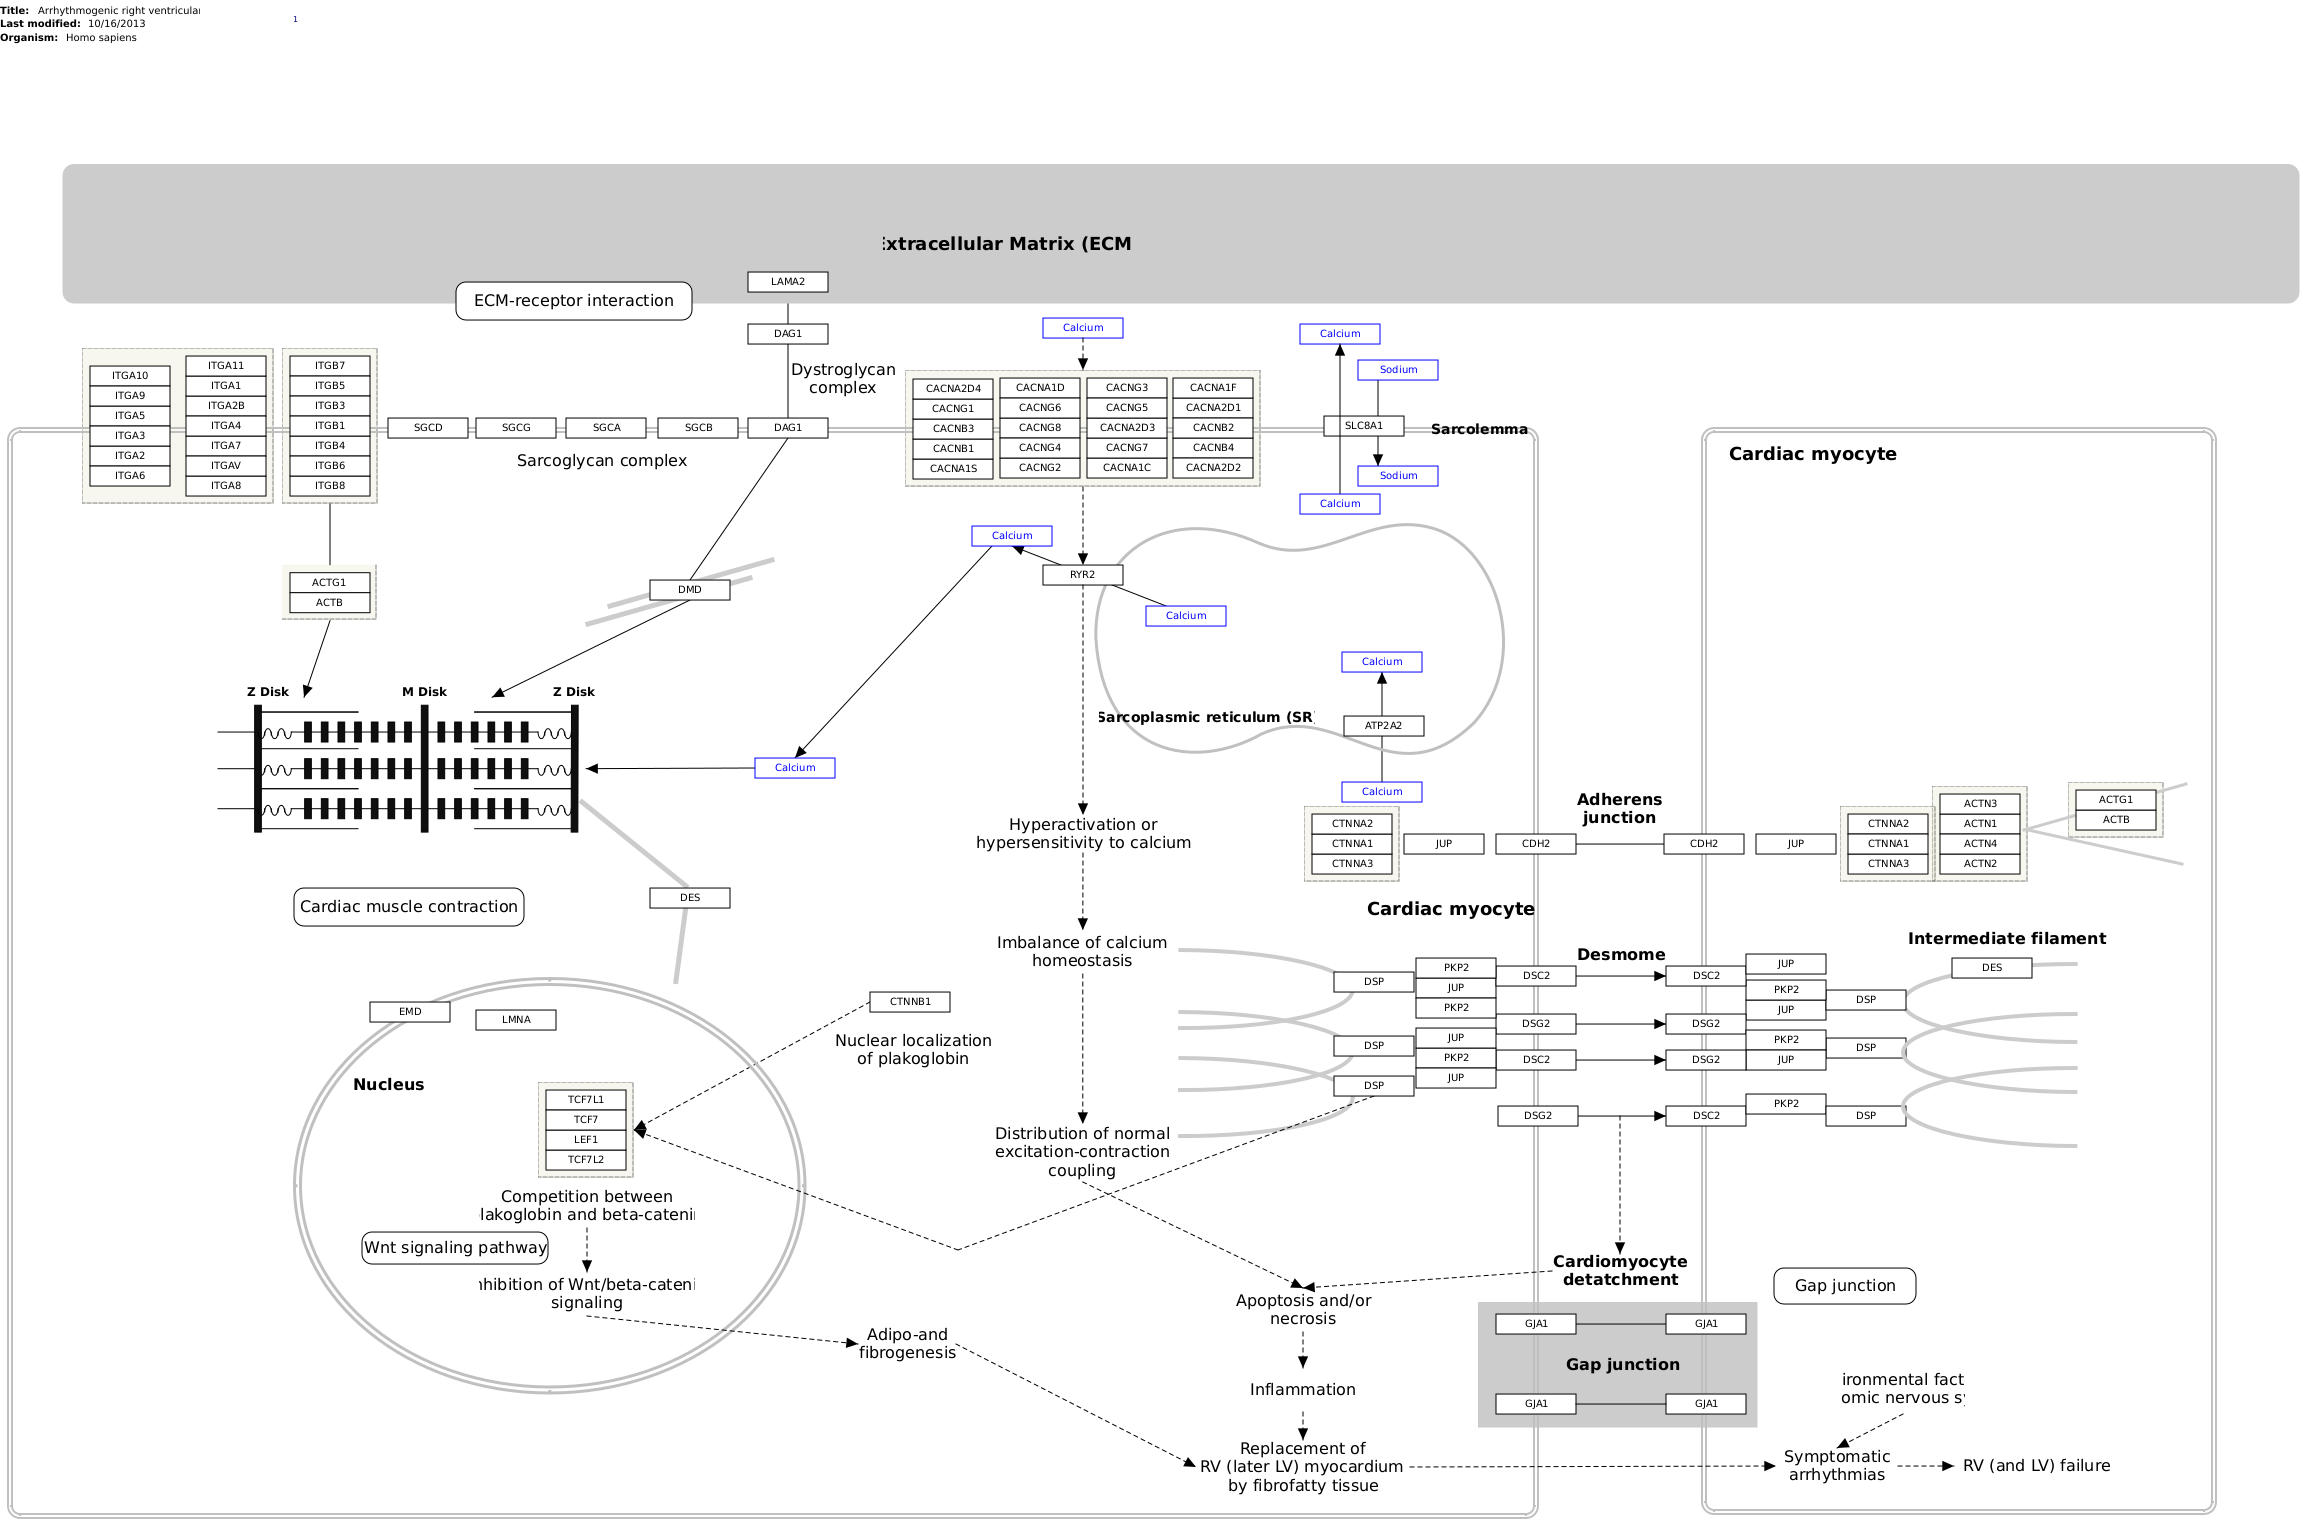 Title: Arrhythmogenic right ventricular
Last modified: 10/16/2013
Organism: Homo sapiens
1
xtracellular Matrix (ECM
LAMA2
ECM-receptor interaction
DAG1
Dystroglycan
complex
Calcium
Calcium
Sodium
ITGA10
ITGA9
ITGA5
ITGA3
ITGA2
ITGA6
ITGA11
ITGA1
ITGA2B
ITGA4
ITGA7
ITGAV
ITGA8
ITGB7
ITGB5
ITGB3
ITGB1
ITGB4
ITGB6
ITGB8
SGCD
SGCG
SGCA
SGCB
DAG1
Sarcoglycan complex
CACNA2D4
CACNG1
CACNB3
CACNB1
CACNA1S
CACNA1D
CACNG6
CACNG8
CACNG4
CACNG2
CACNG3
CACNG5
CACNA2D3
CACNG7
CACNA1C
CACNA1F
CACNA2D1
CACNB2
CACNB4
CACNA2D2
SLC8A1
Sarcolemma
Sodium
Calcium
Cardiac myocyte
Calcium
RYR2
Calcium
ACTG1
ACTB
DMD
Calcium
Sarcoplasmic reticulum (SR)
ATP2A2
Calcium
Z Disk
M Disk
Z Disk
Calcium
Hyperactivation or
hypersensitivity to calcium
CTNNA2
CTNNA1
CTNNA3
JUP
CDH2
Adherens
junction
CDH2
JUP
CTNNA2
CTNNA1
CTNNA3
ACTN3
ACTN1
ACTN4
ACTN2
ACTG1
ACTB
Cardiac muscle contraction
DES
Cardiac myocyte
Imbalance of calcium
homeostasis
Desmome
Intermediate filament
DSP
DSP
DSP
PKP2
JUP
PKP2
JUP
PKP2
JUP
DSC2
DSG2
DSC2
DSG2
DSC2
DSG2
DSG2
DSC2
JUP
PKP2
JUP
PKP2
JUP
PKP2
DSP
DSP
DSP
DES
EMD
LMNA
CTNNB1
Nuclear localization
of plakoglobin
Nucleus
TCF7L1
TCF7
LEF1
TCF7L2
Distribution of normal
excitation-contraction
coupling
Competition between
lakoglobin and beta-cateni
Wnt signaling pathway
nhibition of Wnt/beta-cateni
signaling
Cardiomyocyte
detatchment
Gap junction
Apoptosis and/or
necrosis
Adipo-and
fibrogenesis
GJA1
GJA1
Gap junction
GJA1
GJA1
Inflammation
ironmental fact
omic nervous sy
Replacement of
RV (later LV) myocardium
by fibrofatty tissue
Symptomatic
arrhythmias
RV (and LV) failure